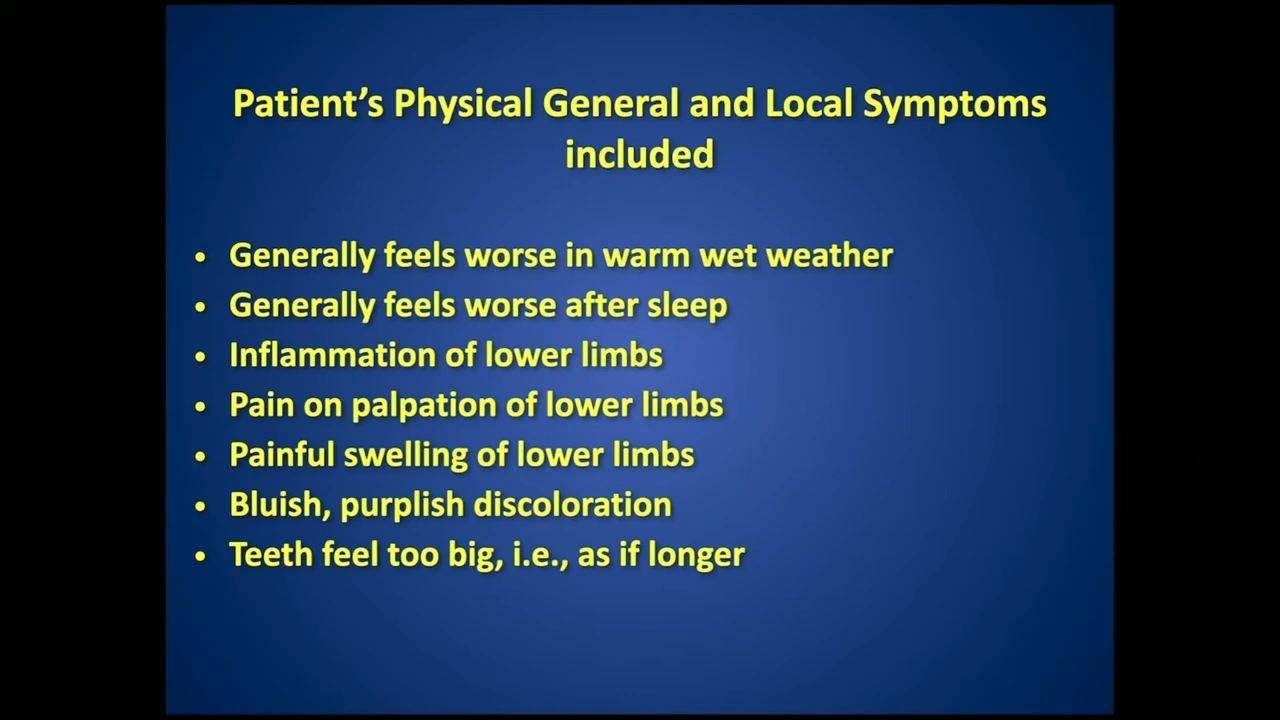 Patient’s Physical General and Local Symptoms
included
• Generally feels worse in warm wet weather
• Generally feels worse after sleep
• Inflammation of lower limbs
• Pain on palpation of lower limbs
• Painful swelling of lower limbs
• Bluish, purplish discoloration
• Teeth feel too big, i.e., as if longer